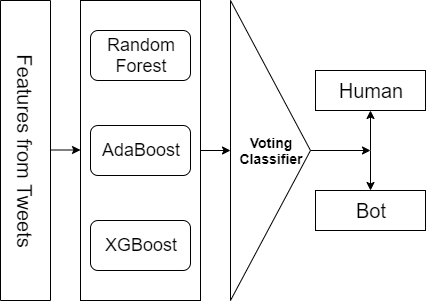 Features from Tweets
Random
Forest
AdaBoost
XGBoost
Voting
Classifier
Human
Bot